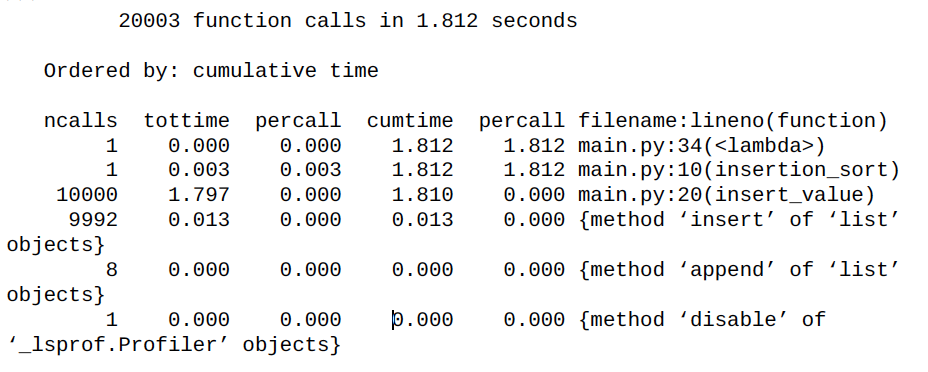 20003 function calls in 1.812 seconds
Ordered by: cumulative time
ncalls tottime percall cumtime percall filename:lineno(function)
1 0.000 0.000 1.812 1.812 main.py:34(<lambda>)
1 0.003 0.003 1.812 1.812 main.py:10(insertion_sort)
10000 1.797 0.000 1.810 0.000 main.py:20(insert_value)
9992 0.013 0.000 0.013 0.000 {method ‘insert’ of ‘list’
objects}
8 0.000 0.000 0.000 0.000 {method ‘append’ of ‘list’
objects}
1 0.000 0.000 0.000 0.000 {method ‘disable’ of
‘_lsprof.Profiler’ objects}